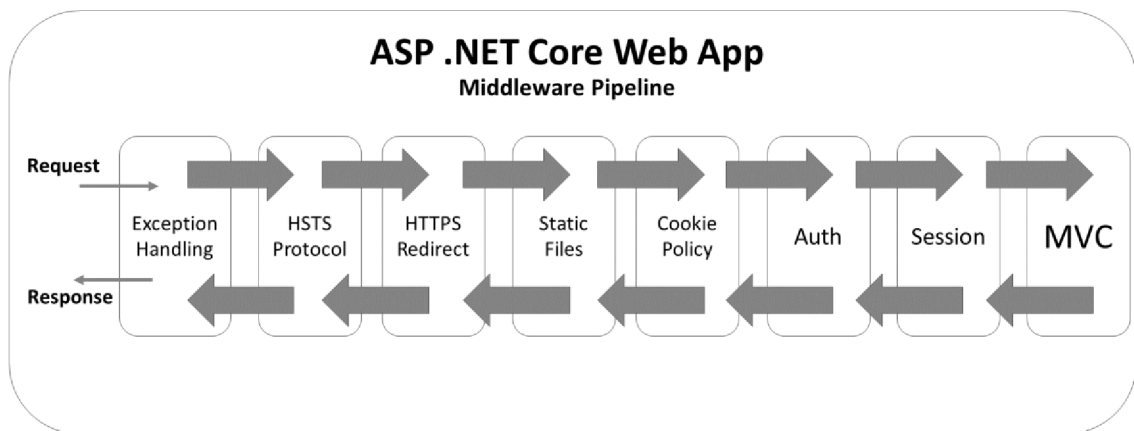 ASP .NET Core Web App
Middleware Pipeline
Request
Exception
Handling
HSTS
Protocol
HTTPS
Redirect
Static
Files
Cookie
Policy
Auth
Session
MVC
Response